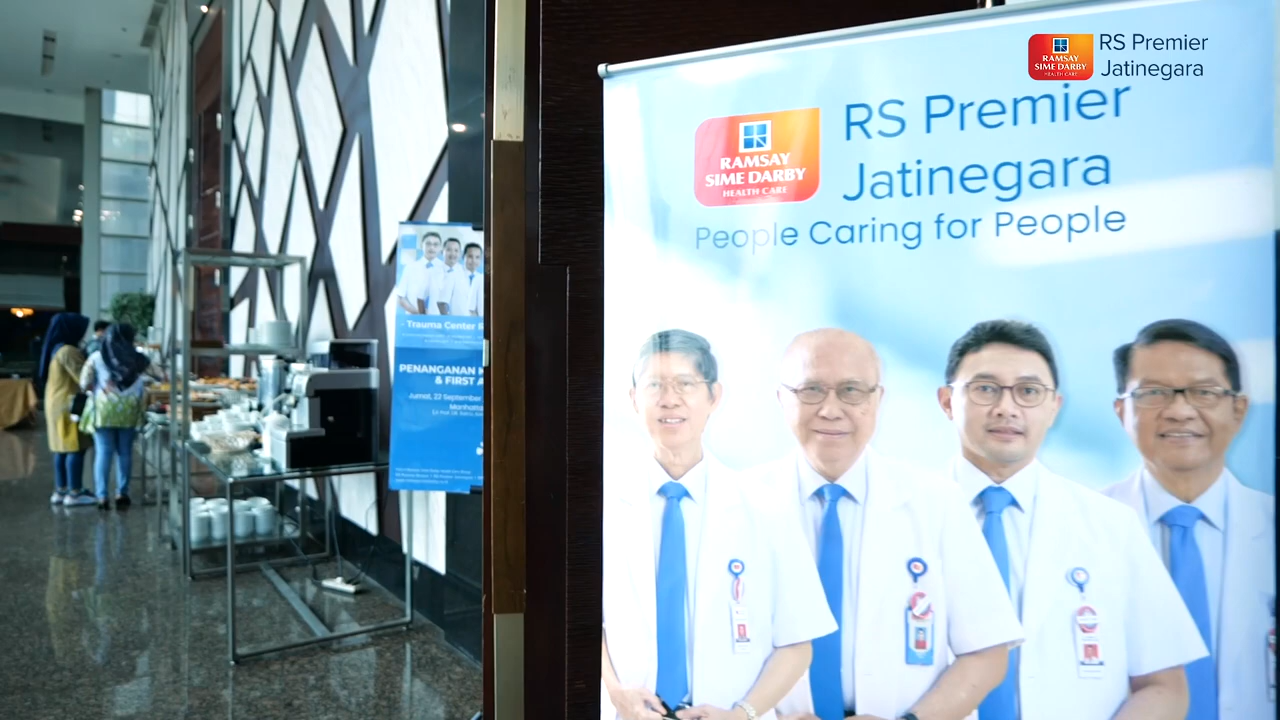 RS Premier
Jatinegara
RAMSAY
SIME DARBY
HEALTH CARE
RS Premier
Jatinegara
RAMSAY
SIME DARBY
HEALTH CARE
People Caring for People
- Trauma Center
PENANGANAN
& FIRST
Jumat, 22 September